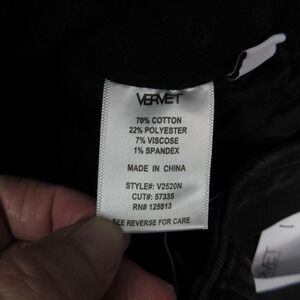 VERVET
70% COTTON
22% POLYESTER
7% VISCOSE
1% SPANDEX
MADE IN CHINA
STYLE#: V2520N
CUT#: 57335
RN# 125813
SEE REVERSE FOR CARE
VERVET